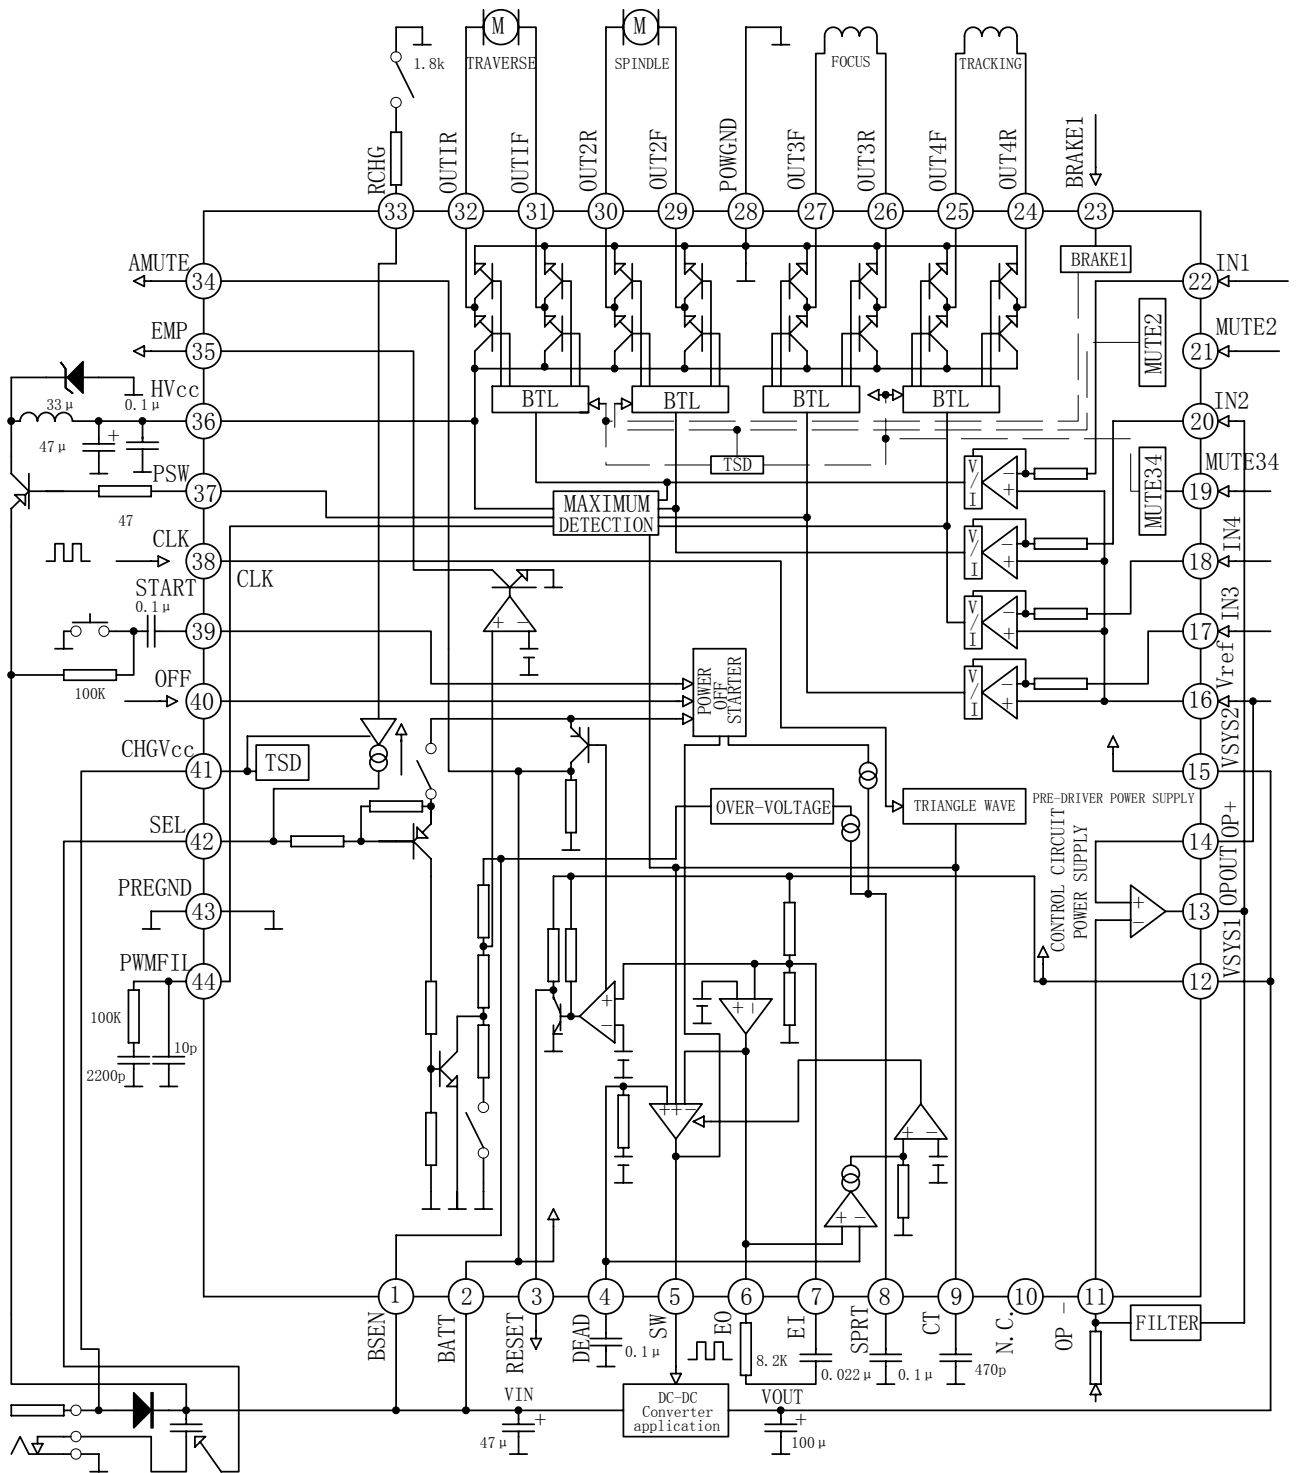 M
M
1.8k
TRAVERSE
SPINDLE
FOCUS
TRACKING
RCHG
OUT1R
OUT1F
OUT2R
OUT2F
POWGND
OUT3F
OUT3R
OUT4F
OUT4R
BRAKE1
33
32
31
30
29
28
27
26
25
24
23
AMUTE
34
BRAKE1
22
IN1
EMP
35
MUTE2
21
MUTE2
33μ
0.1μ
HVcc
36
BTL
BTL
BTL
BTL
20
IN2
47μ
+
TSD
V/I
−
+
MUTE34
PSW
37
47
MAXIMUM
DETECTION
MUTE34
19
CLK
38
CLK
V/I
−
+
18
IN4
START
0.1μ
39
+ −
V/I
−
+
17
IN3
100K
OFF
40
POWER
OFF
STARTER
V/I
−
+
16
Vref
CHGVcc
41
TSD
15
VSYS2
OVER-VOLTAGE
TRIANGLE WAVE
PRE-DRIVER POWER SUPPLY
SEL
42
14
OP+
CONTROL CIRCUIT
POWER SUPPLY
PREGND
43
+
−
13
OPOUT
PWMFIL
44
12
VSYS1
100K
10p
2200p
+
−
+ −
++−
+ −
+ −
1
2
3
4
5
6
7
8
9
10
11
BSEN
BATT
RESET
DEAD
SW
EO
EI
SPRT
CT
N.C.
OP −
FILTER
0.1μ
8.2K
0.022μ
0.1μ
470p
VIN
DC-DC
Converter
application
VOUT
47μ
+
100μ
+